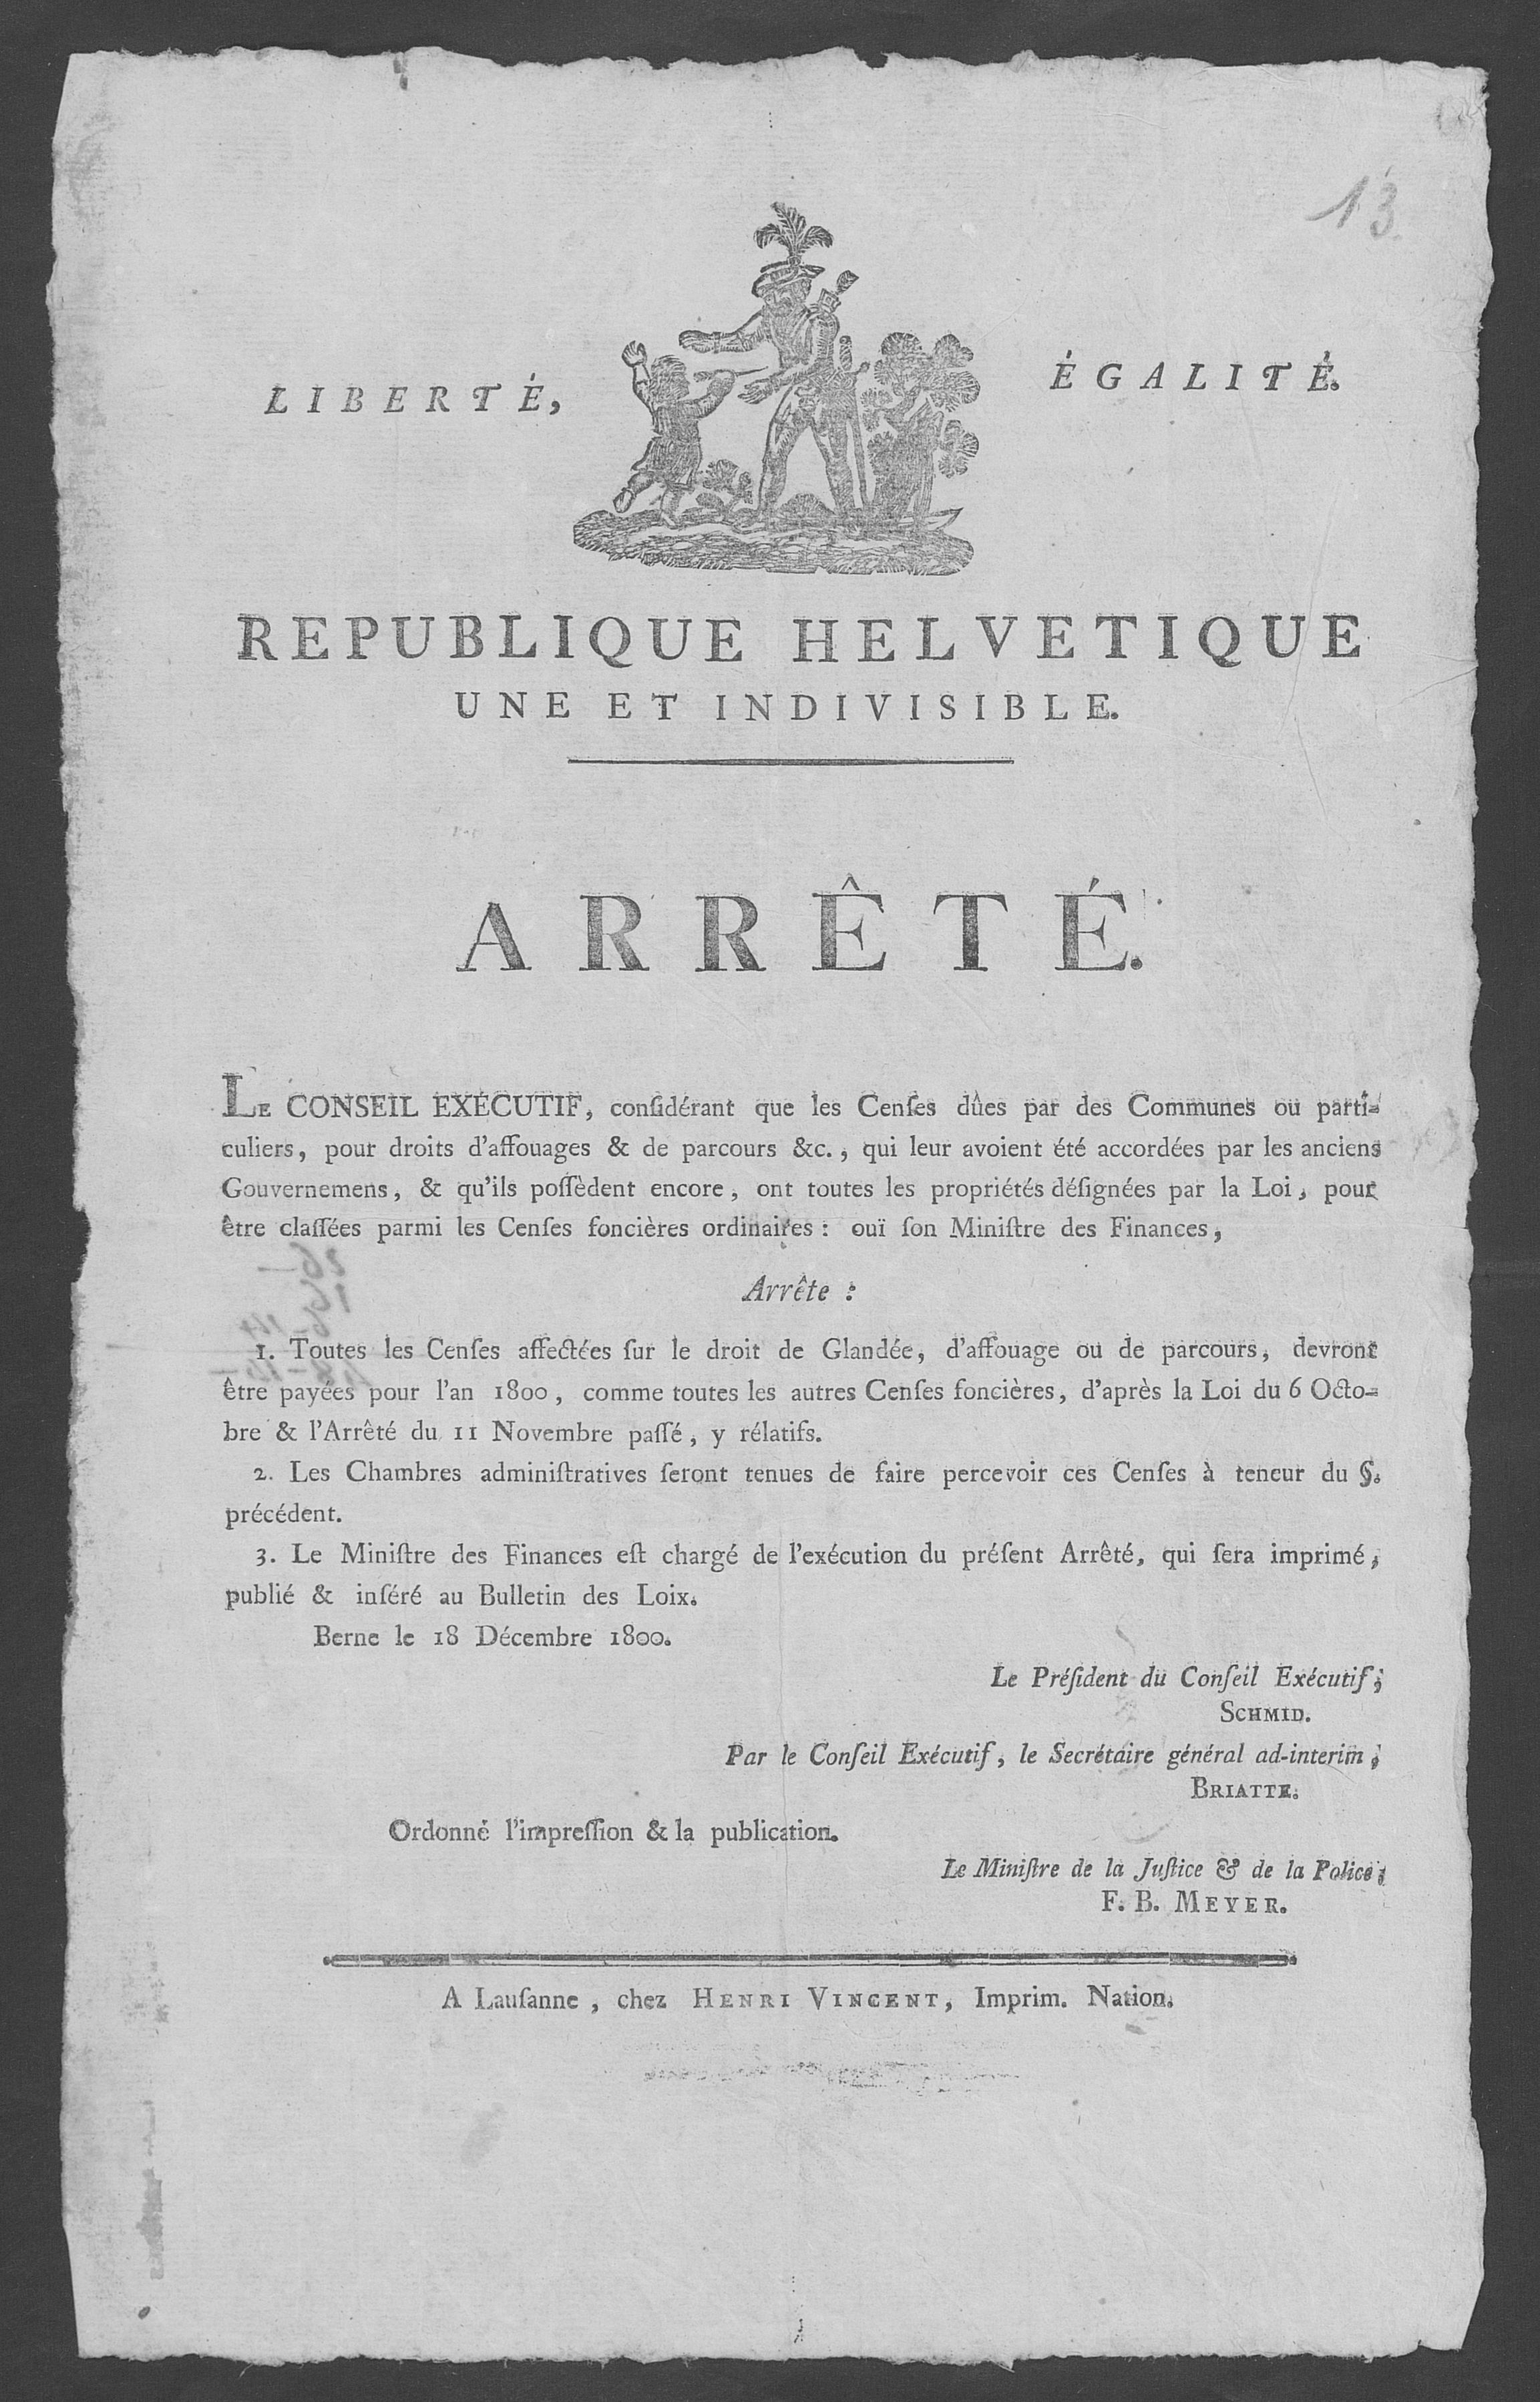 13.
LIBERTÉ,
ÉGALITÉ.
REPUBLIQUE HELVETIQUE
UNE ET INDIVISIBLE.
ARRÊTÉ.
LE CONSEIL EXÉCUTIF, conſidérant que les Cenſes dûes par des Communes ou parti-
culiers, pour droits d'affouages & de parcours &c., qui leur avoient été accordées par les anciens
Gouvernemens, & qu'ils poſſèdent encore, ont toutes les propriétés déſignées par la Loi, pour
être claſſées parmi les Cenſes foncières ordinaires : ouï ſon Miniſtre des Finances,
Arrête :
1. Toutes les Cenſes affectées ſur le droit de Glandée, d'affouage ou de parcours, devront
être payées pour l'an 1800, comme toutes les autres Cenſes foncières, d'après la Loi du 6 Octo-
bre & l'Arrêté du 11 Novembre paſſé, y rélatifs.
2. Les Chambres adminiſtratives ſeront tenues de faire percevoir ces Cenſes à teneur du §.
précédent.
3. Le Miniſtre des Finances eſt chargé de l'exécution du préſent Arrêté, qui ſera imprimé,
publié & inſéré au Bulletin des Loix.
Berne le 18 Décembre 1800.
Le Préſident du Conſeil Exécutif,
SCHMID.
Par le Conſeil Exécutif, le Secrétaire général ad-interim,
BRIATTE.
Ordonné l'impreſſion & la publication.
Le Miniſtre de la Juſtice & de la Police,
F. B. MEYER.
A Lauſanne, chez HENRI VINCENT, Imprim. Nation.